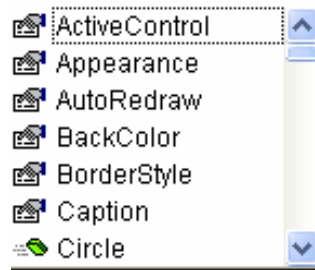 ActiveControl
Appearance
AutoRedraw
BackColor
BorderStyle
Caption
Circle